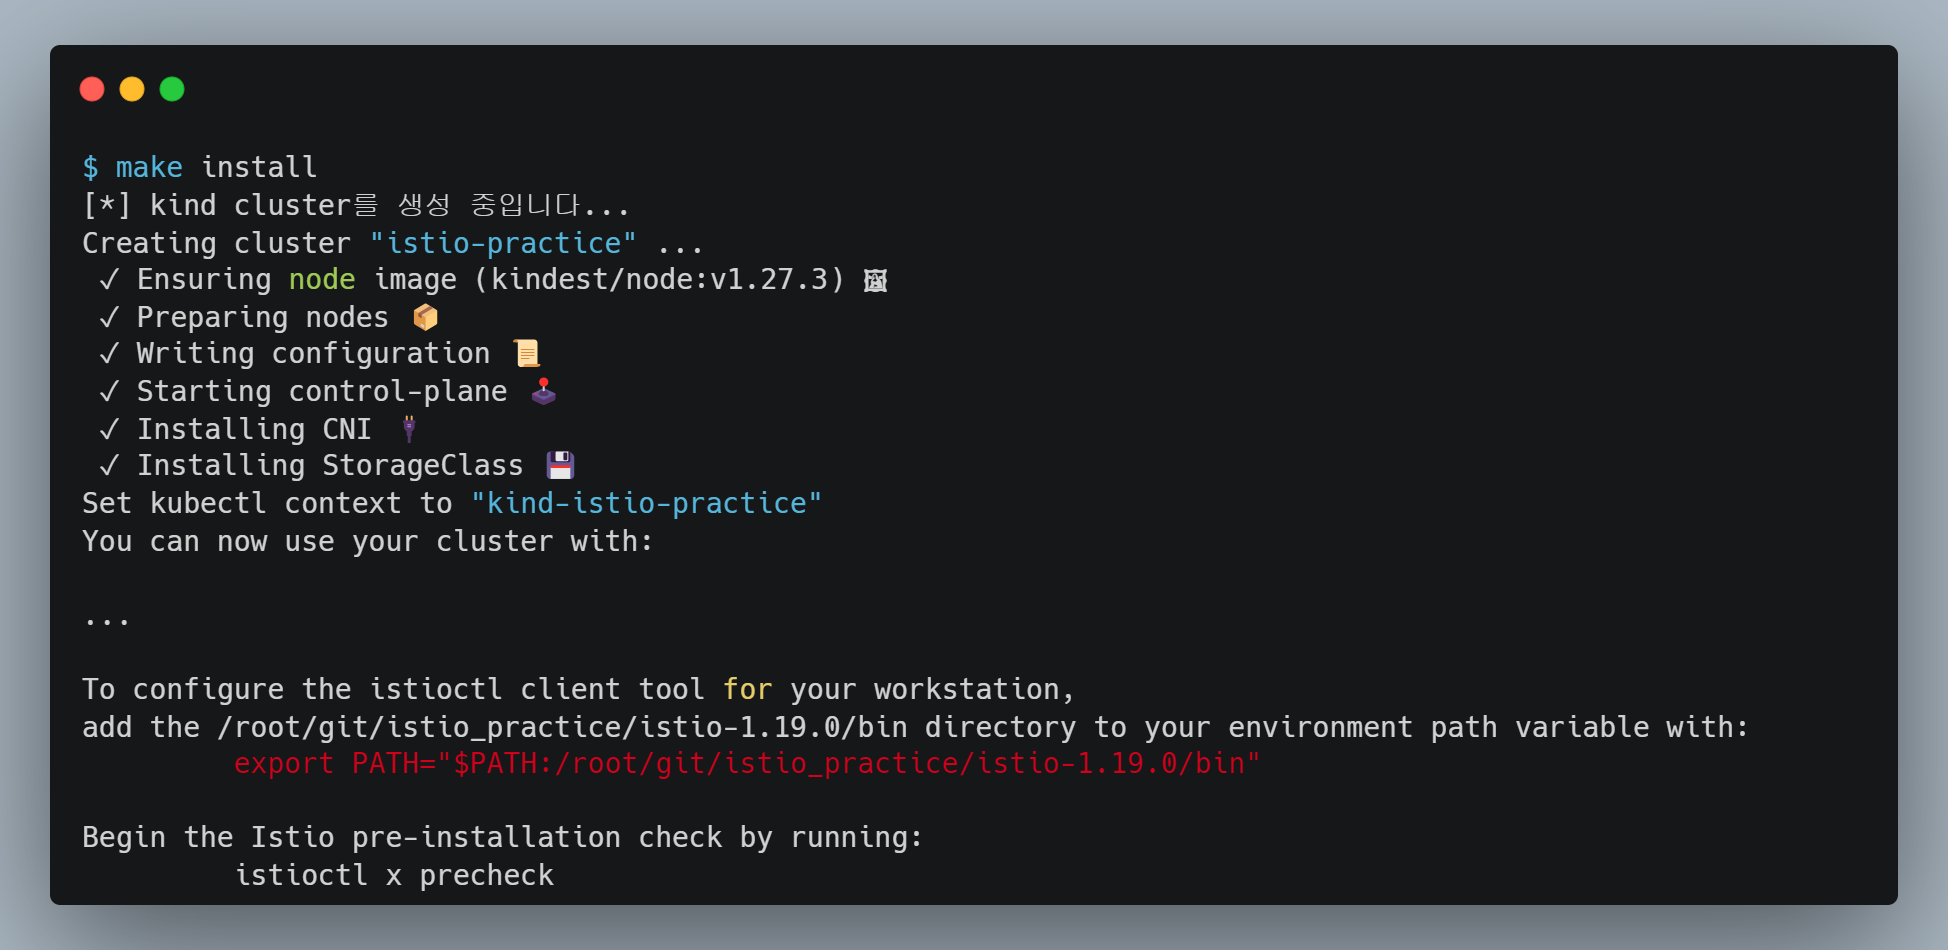 $ make install
[*] kind cluster를 생성 중입니다...
Creating cluster "istio-practice" ...
✓ Ensuring node image (kindest/node:v1.27.3) 🖼
✓ Preparing nodes 📦
✓ Writing configuration 📜
✓ Starting control-plane 🕹
✓ Installing CNI 🔌
✓ Installing StorageClass 💾
Set kubectl context to "kind-istio-practice"
You can now use your cluster with:
...
To configure the istioctl client tool for your workstation,
add the /root/git/istio_practice/istio-1.19.0/bin directory to your environment path variable with:
export PATH="$PATH:/root/git/istio_practice/istio-1.19.0/bin"
Begin the Istio pre-installation check by running:
istioctl x precheck